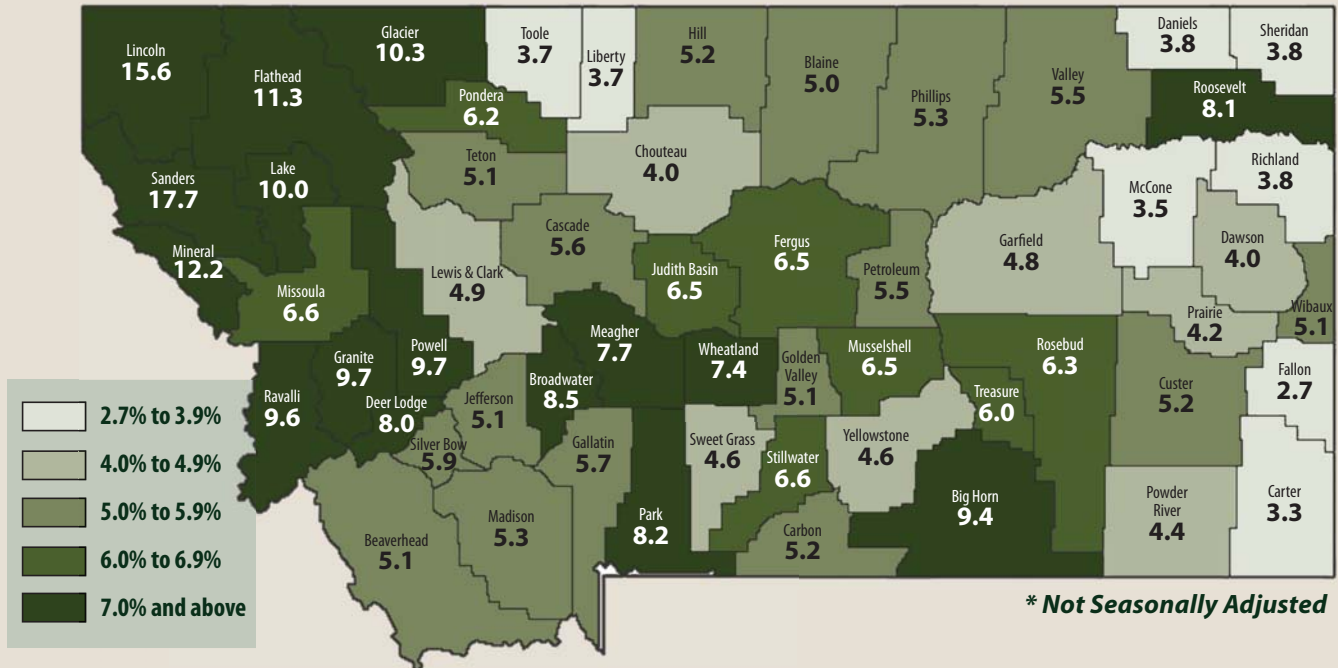 Lincoln
15.6
Flathead
11.3
Glacier
10.3
Toole
3.7
Liberty
3.7
Hill
5.2
Blaine
5.0
Phillips
5.3
Valley
5.5
Daniels
3.8
Sheridan
3.8
Roosevelt
8.1
Pondera
6.2
Teton
5.1
Chouteau
4.0
Sanders
17.7
Lake
10.0
Mineral
12.2
Missoula
6.6
Lewis & Clark
4.9
Cascade
5.6
Judith Basin
6.5
Fergus
6.5
Petroleum
5.5
Garfield
4.8
McCone
3.5
Richland
3.8
Dawson
4.0
Wibaux
5.1
Prairie
4.2
Ravalli
9.6
Granite
9.7
Powell
9.7
Deer Lodge
8.0
Silver Bow
5.9
Jefferson
5.1
Broadwater
8.5
Meagher
7.7
Wheatland
7.4
Golden
Valley
5.1
Musselshell
6.5
Treasure
6.0
Rosebud
6.3
Custer
5.2
Fallon
2.7
Beaverhead
5.1
Madison
5.3
Gallatin
5.7
Park
8.2
Sweet Grass
4.6
Stillwater
6.6
Yellowstone
4.6
Carbon
5.2
Big Horn
9.4
Powder
River
4.4
Carter
3.3
2.7% to 3.9%
4.0% to 4.9%
5.0% to 5.9%
6.0% to 6.9%
7.0% and above
* Not Seasonally Adjusted